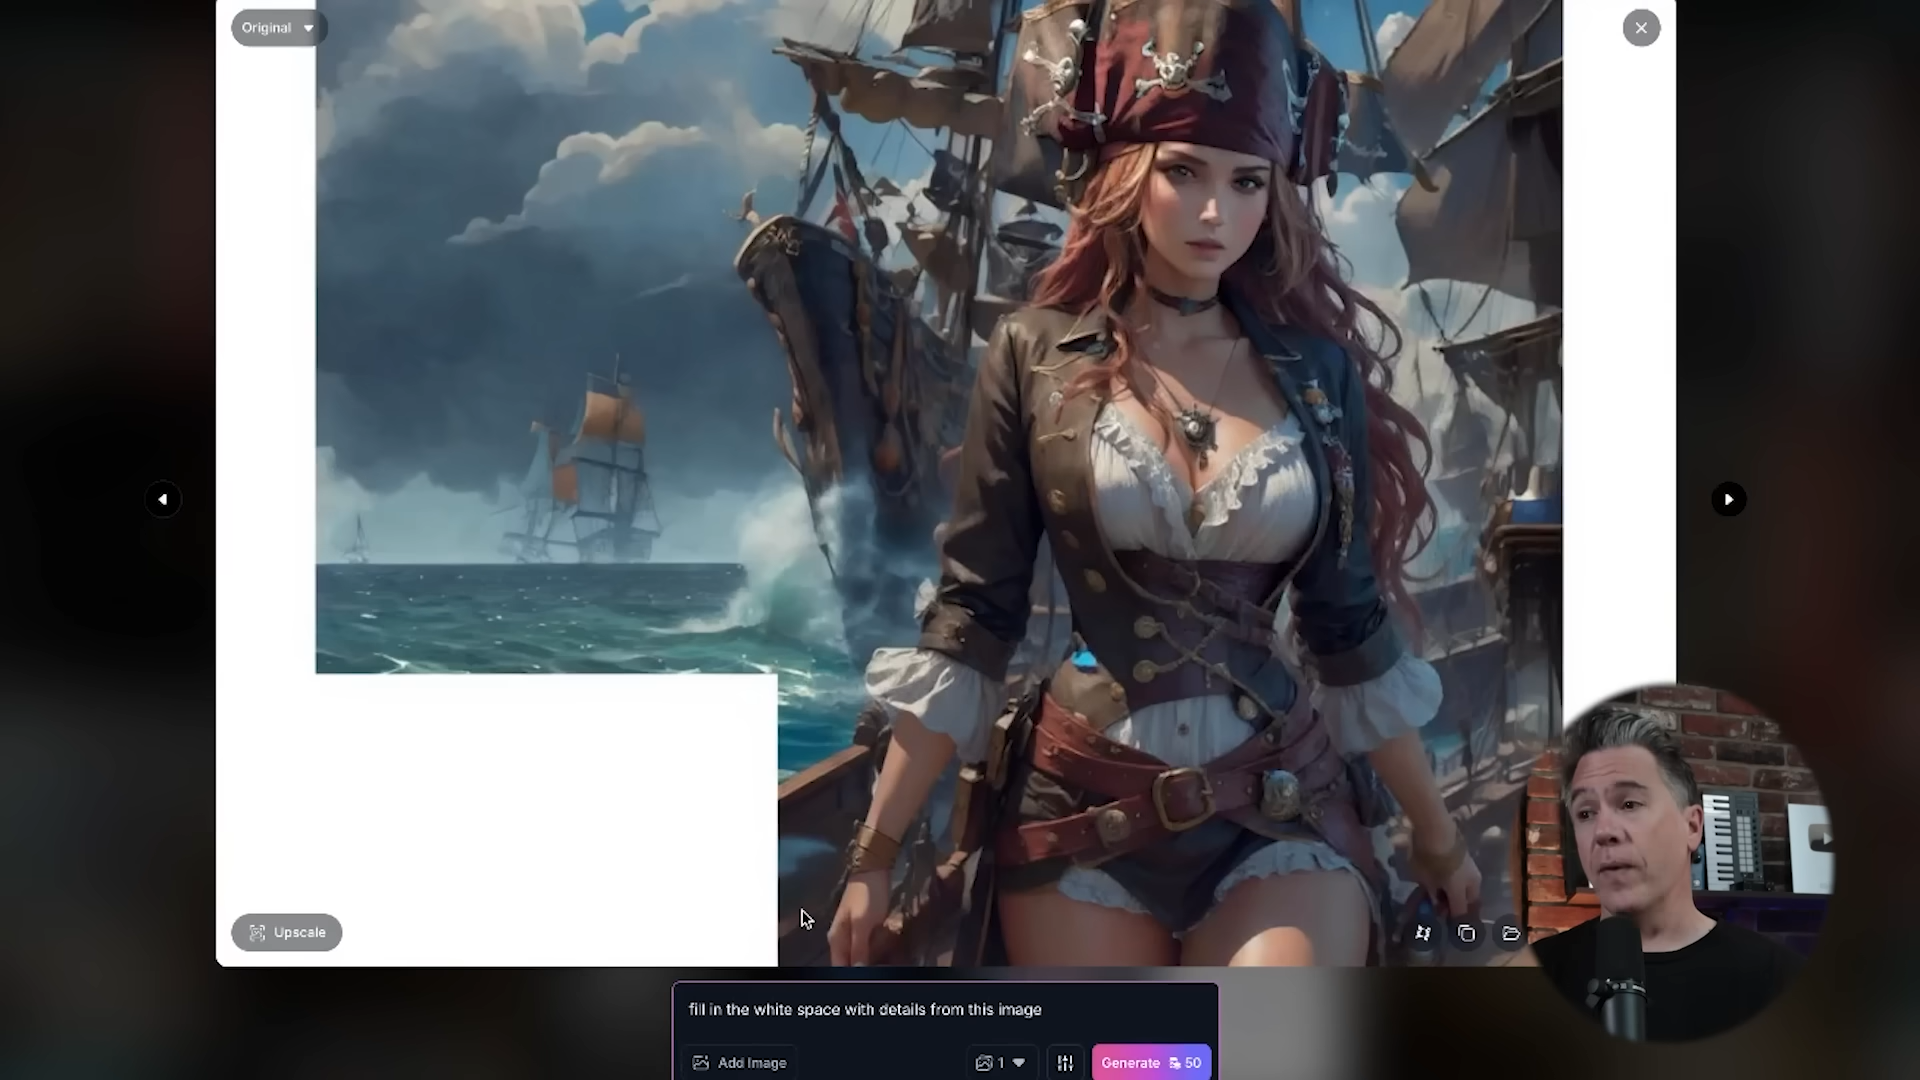 Original
Upscale
fill in the white space with details from this image
Add Image
1
Generate 50